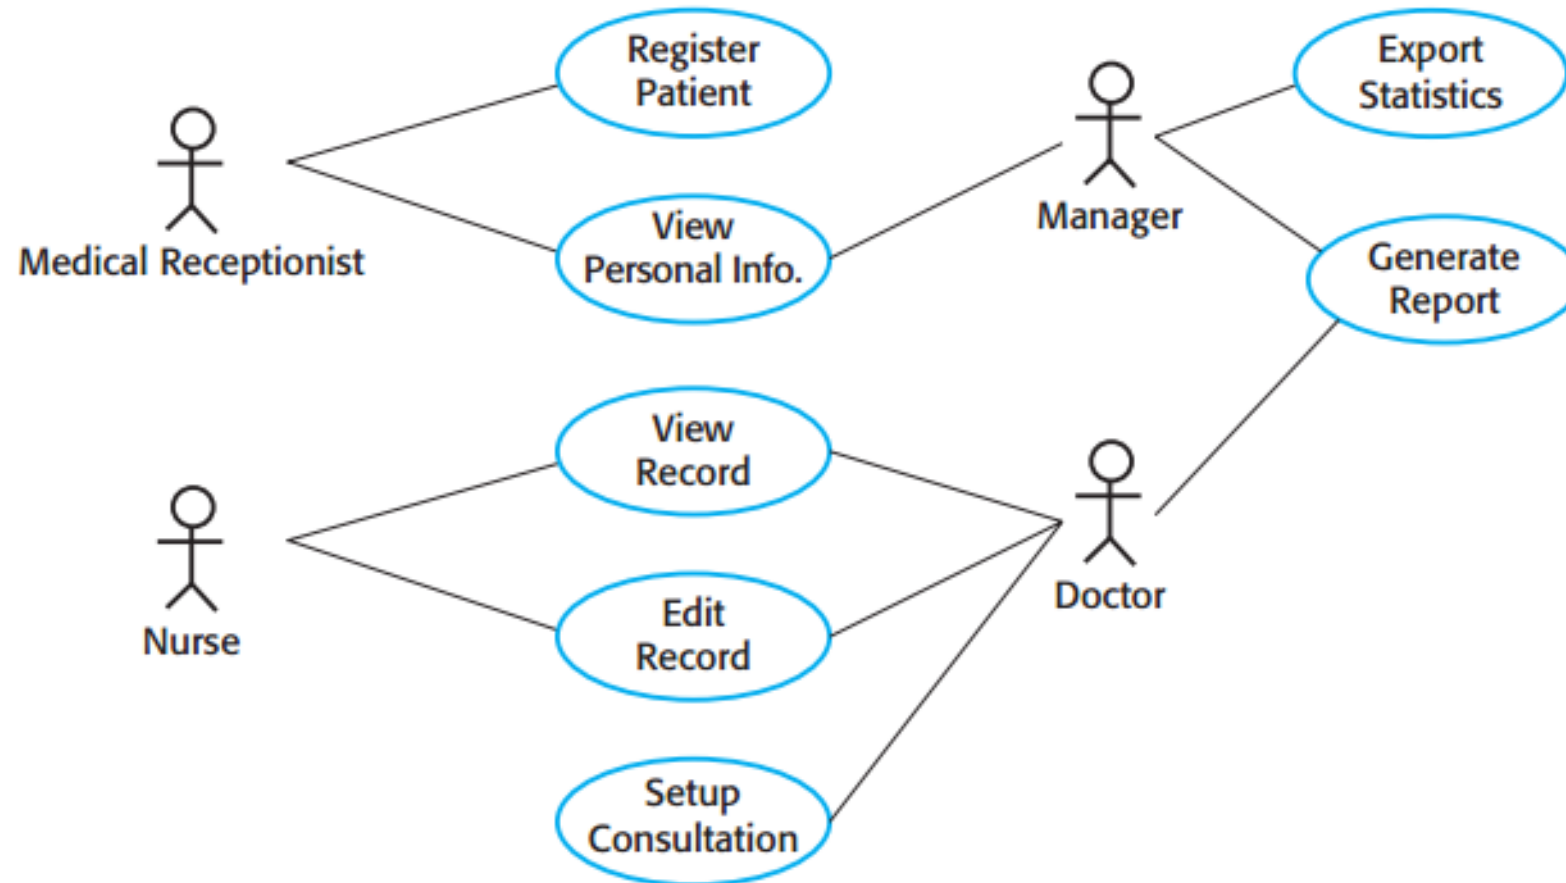 Register
Patient
Export
Statistics
Medical Receptionist
View
Personal Info.
Manager
Generate
Report
View
Record
Nurse
Edit
Record
Doctor
Setup
Consultation